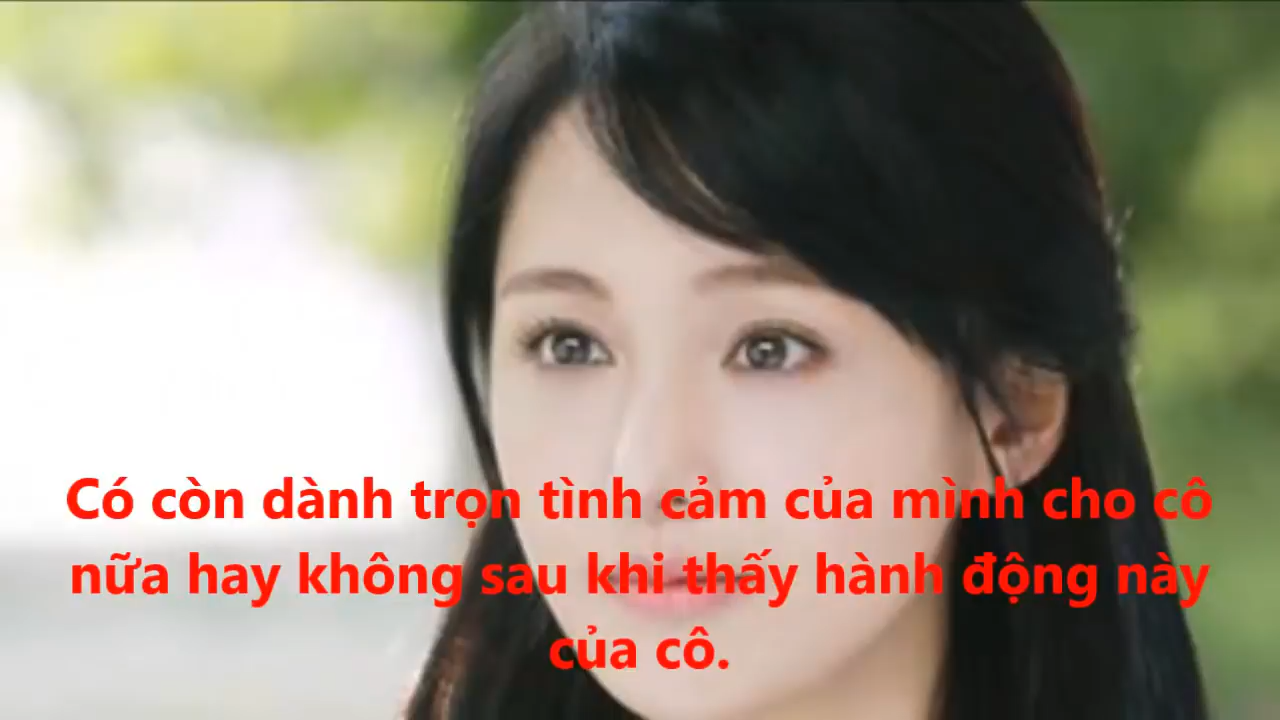 Có còn dành trọn tình cảm của mình cho cô
nữa hay không sau khi thấy hành động này
của cô.